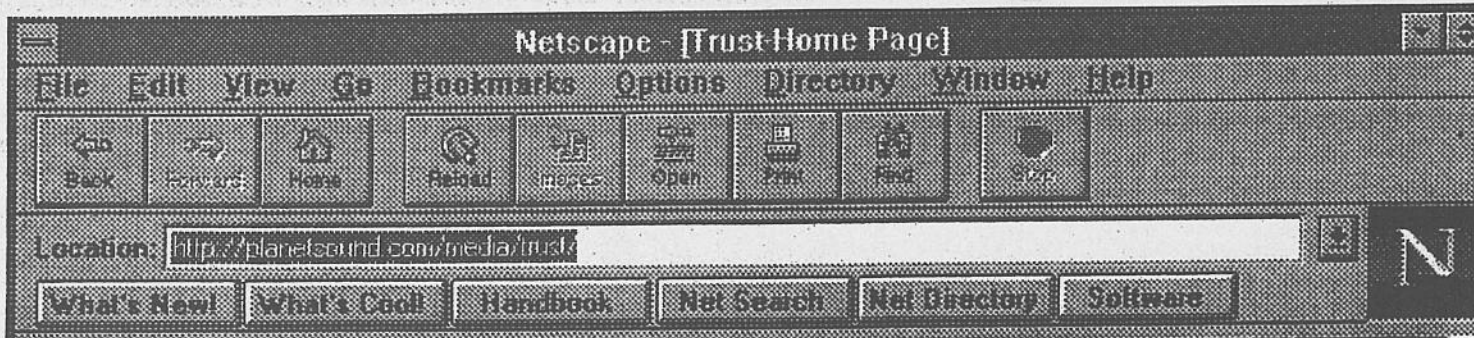 Netscape - [Trust-Home Page]
File Edit View Go Bookmarks Options Directory Window Help
Back Forward Home Reload Images Open Print Find Stop
Location: http://planetsound.com/media/trust/
N
What's New! What's Cool! Handbook Net Search Net Directory Software